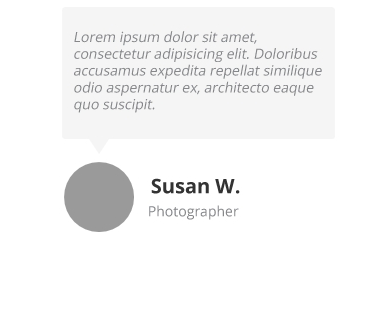 Lorem ipsum dolor sit amet,
consectetur adipisicing elit. Doloribus
accusamus expedita repellat similique
odio aspernatur ex, architecto eaque
quo suscipit.
Susan W.
Photographer